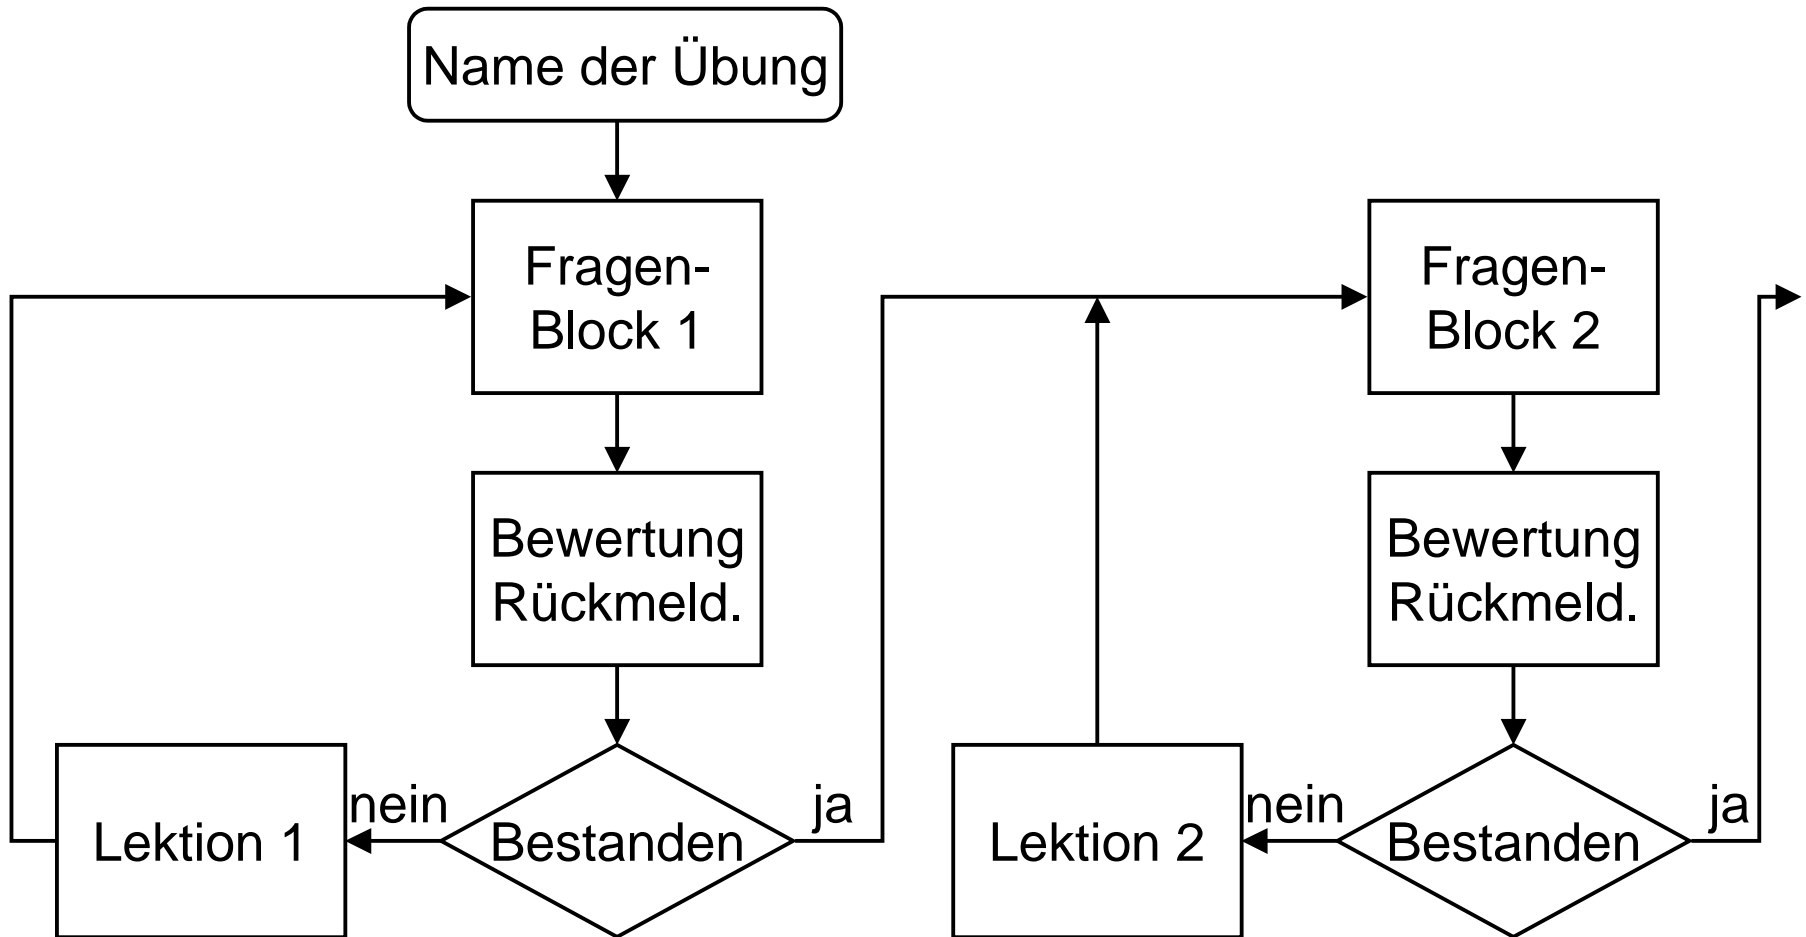 Name der Übung
Fragen-
Block 1
Bewertung
Rückmeld.
Lektion 1
nein
Bestanden
ja
Fragen-
Block 2
Bewertung
Rückmeld.
Lektion 2
nein
Bestanden
ja